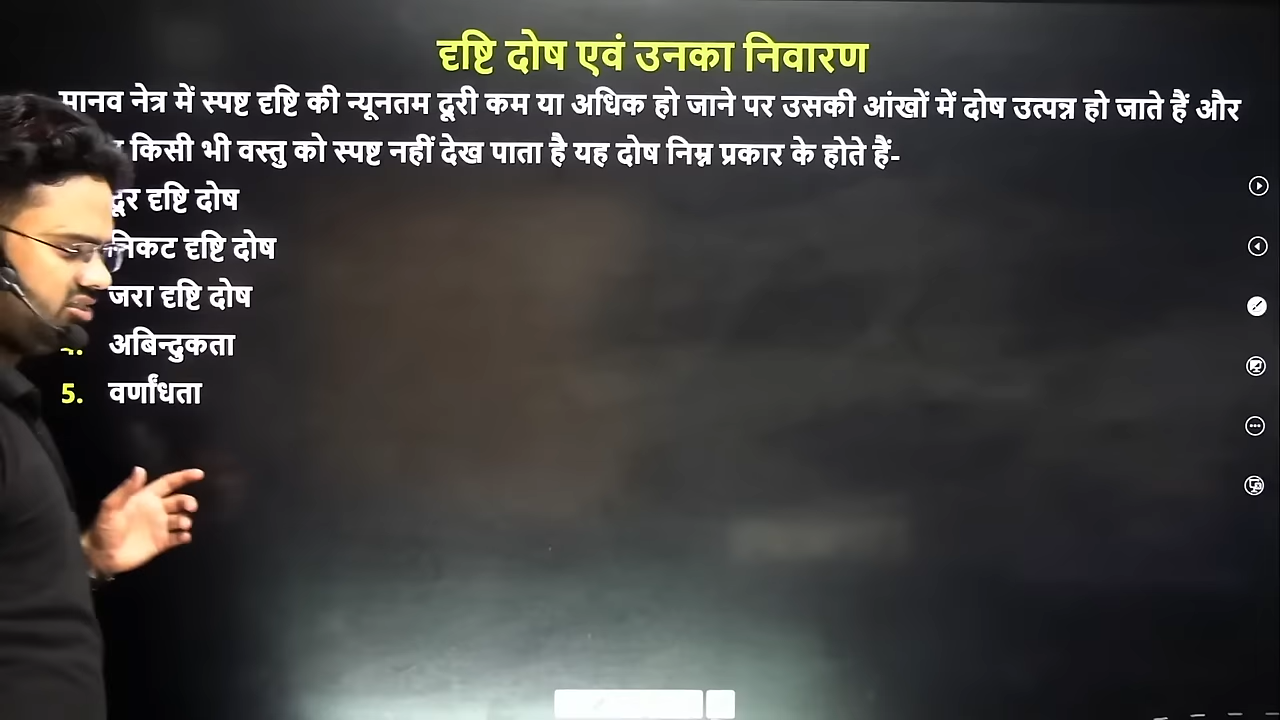 दृष्टि दोष एवं उनका निवारण
मानव नेत्र में स्पष्ट दृष्टि की न्यूनतम दूरी कम या अधिक हो जाने पर उसकी आंखों में दोष उत्पन्न हो जाते हैं और
किसी भी वस्तु को स्पष्ट नहीं देख पाता है यह दोष निम्न प्रकार के होते हैं-
दूर दृष्टि दोष
निकट दृष्टि दोष
जरा दृष्टि दोष
अबिन्दुकता
5. वर्णांधता